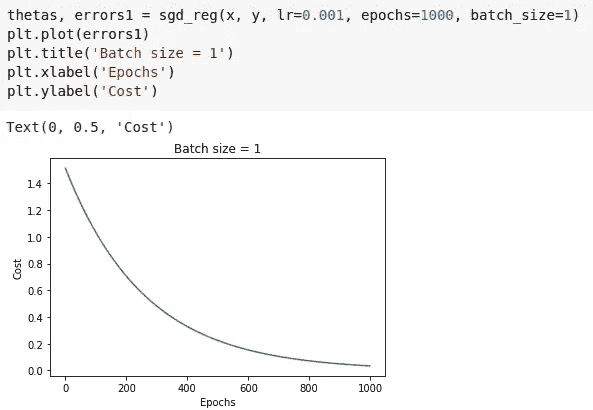 thetas, errors1 = sgd_reg(x, y, lr=0.001, epochs=1000, batch_size=1)
plt.plot(errors1)
plt.title('Batch size = 1')
plt.xlabel('Epochs')
plt.ylabel('Cost')
Text(0, 0.5, 'Cost')
Batch size = 1
1.4
1.2
1.0
0.8
0.6
0.4
0.2
0.0
Cost
0 200 400 600 800 1000
Epochs